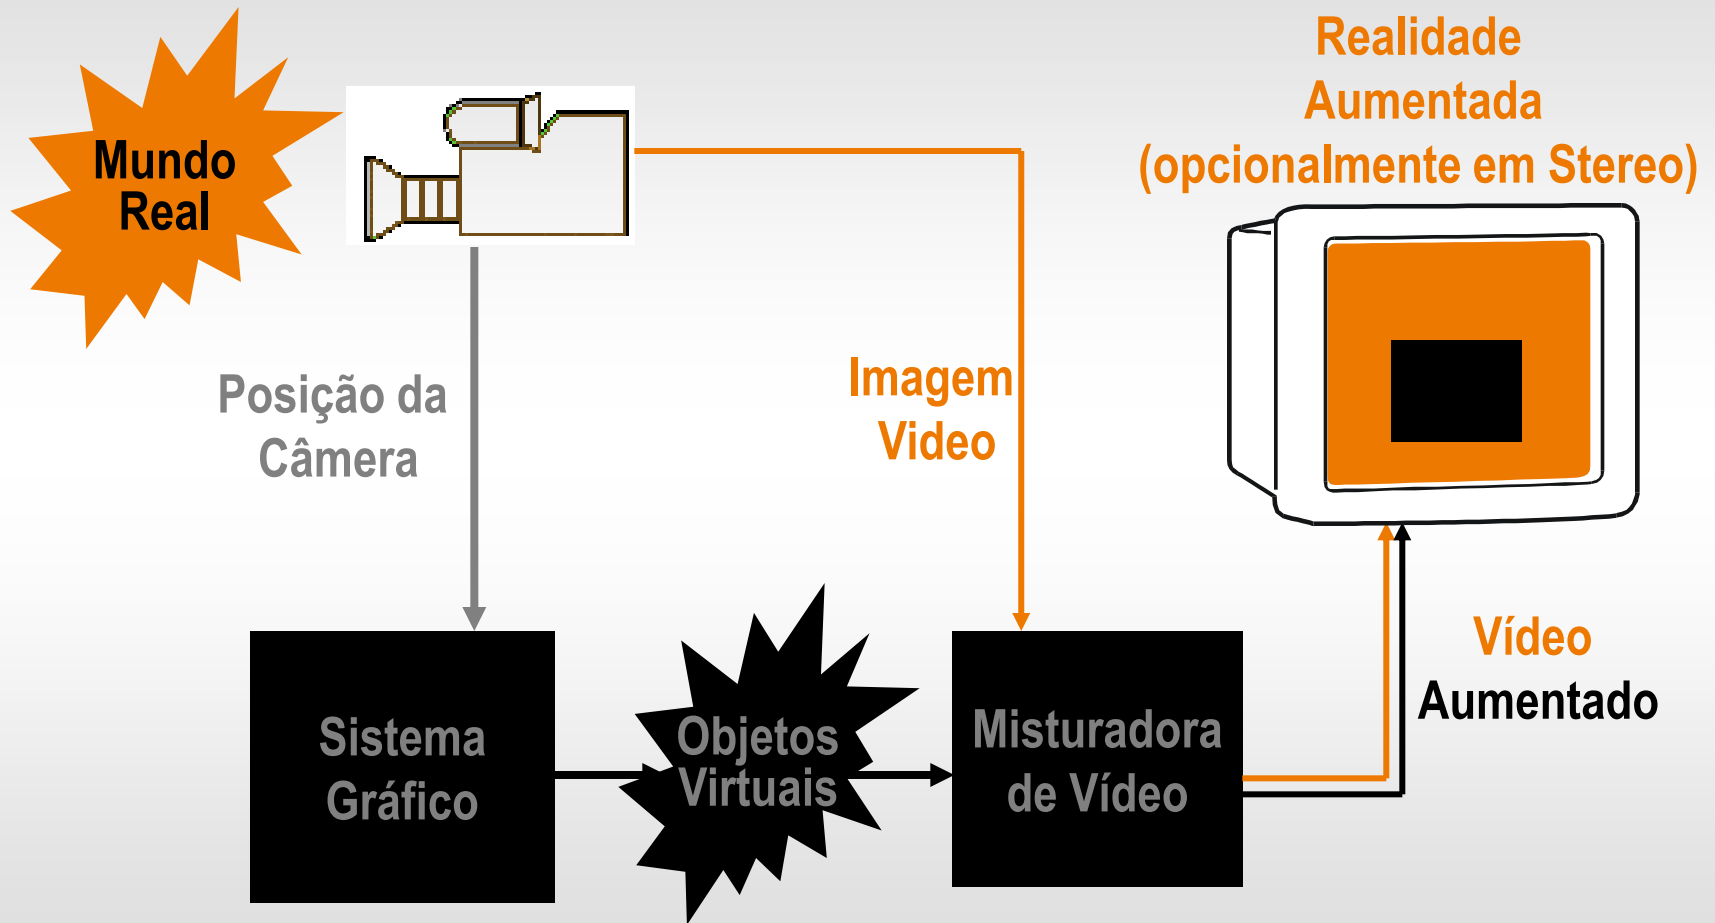 Mundo
Real
Realidade
Aumentada
(opcionalmente em Stereo)
Posição da
Câmera
Imagem
Video
Sistema
Gráfico
Objetos
Virtuais
Misturadora
de Vídeo
Vídeo
Aumentado